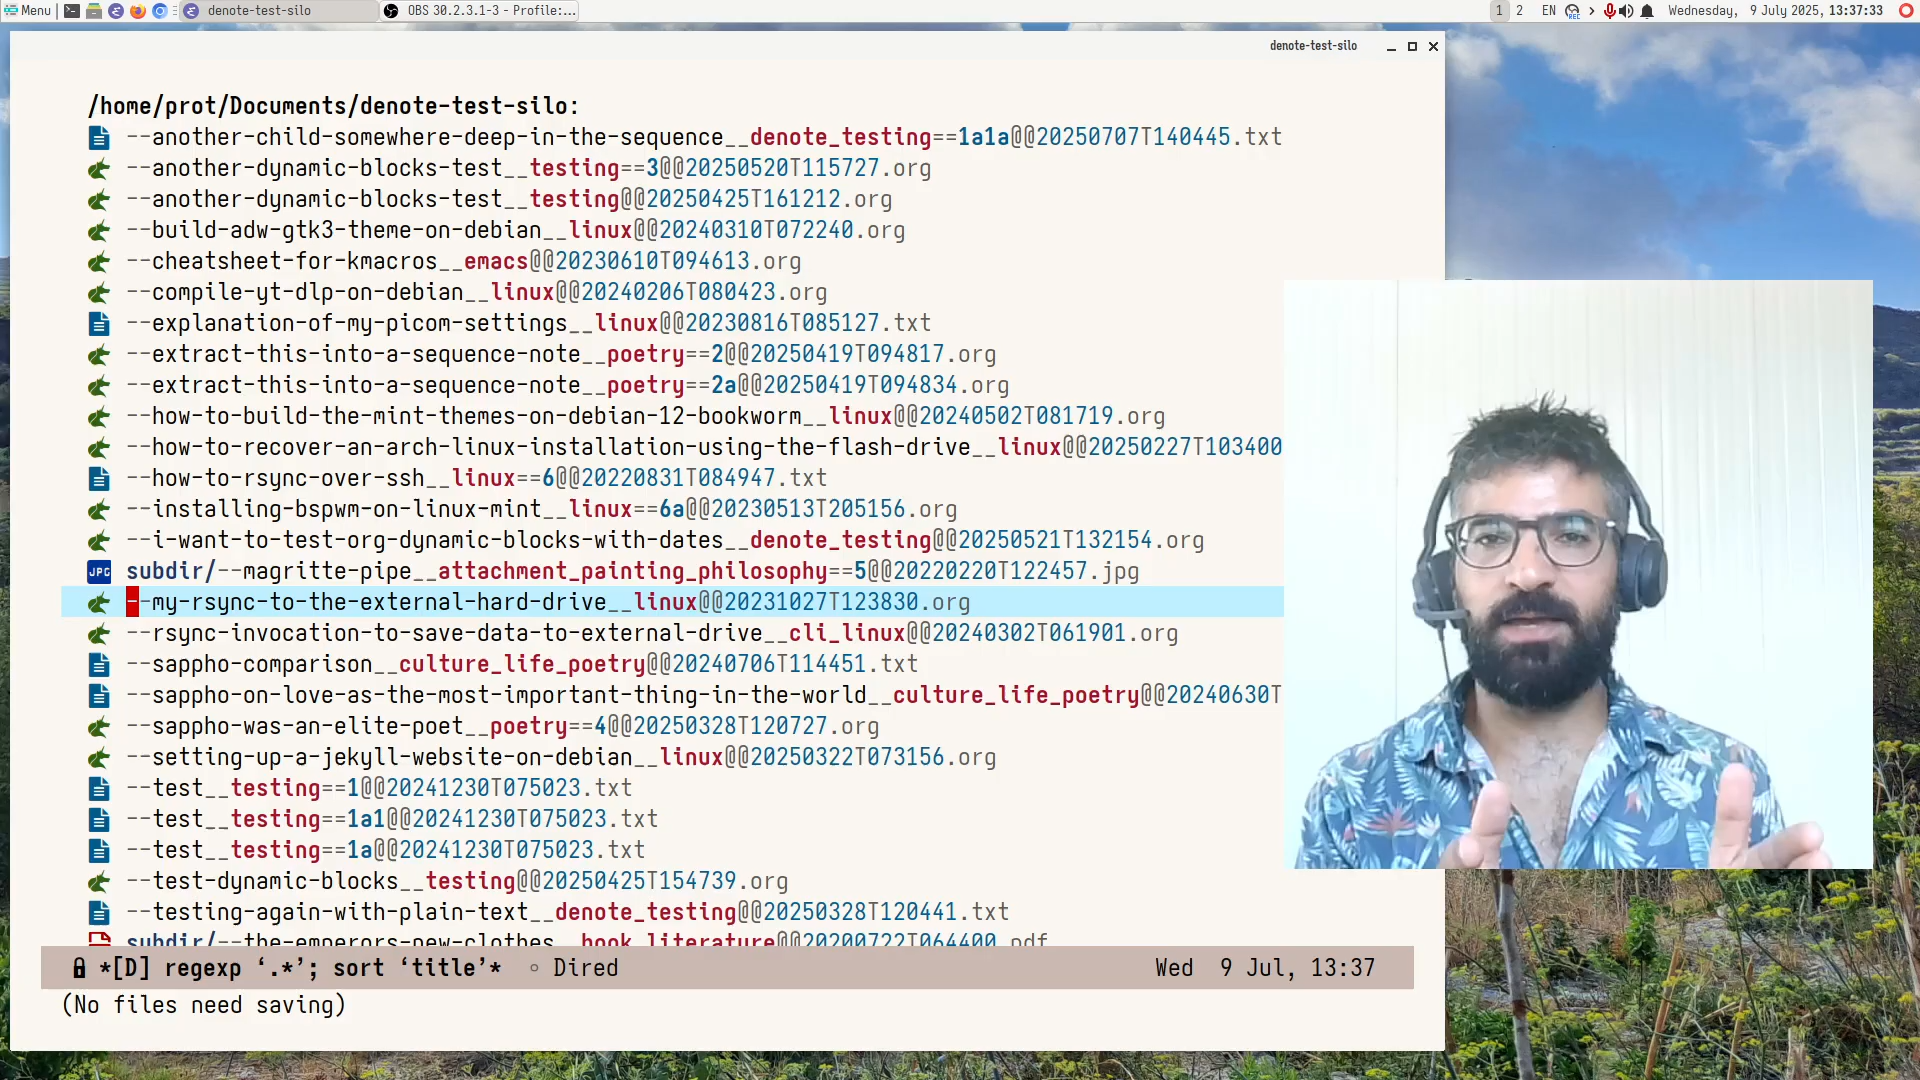 Menu
denote-test-silo
OBS 30.2.3.1-3 - Profile:...
1 2 EN REC Wednesday, 9 July 2025, 13:37:33
denote-test-silo
/home/prot/Documents/denote-test-silo:
--another-child-somewhere-deep-in-the-sequence__denote_testing==1a1a@@20250707T140445.txt
--another-dynamic-blocks-test__testing==3@@20250520T115727.org
--another-dynamic-blocks-test__testing@@20250425T161212.org
--build-adw-gtk3-theme-on-debian__linux@@20240310T072240.org
--cheatsheet-for-kmacros__emacs@@20230610T094613.org
--compile-yt-dlp-on-debian__linux@@20240206T080423.org
--explanation-of-my-picom-settings__linux@@20230816T085127.txt
--extract-this-into-a-sequence-note__poetry==2@@20250419T094817.org
--extract-this-into-a-sequence-note__poetry==2a@@20250419T094834.org
--how-to-build-the-mint-themes-on-debian-12-bookworm__linux@@20240502T081719.org
--how-to-recover-an-arch-linux-installation-using-the-flash-drive__linux@@20250227T103400
--how-to-rsync-over-ssh__linux==6@@20220831T084947.txt
--installing-bspwm-on-linux-mint__linux==6a@@20230513T205156.org
--i-want-to-test-org-dynamic-blocks-with-dates__denote_testing@@20250521T132154.org
JPG subdir/--magritte-pipe__attachment_painting_philosophy==5@@20220220T122457.jpg
--my-rsync-to-the-external-hard-drive__linux@@20231027T123830.org
--rsync-invocation-to-save-data-to-external-drive__cli_linux@@20240302T061901.org
--sappho-comparison__culture_life_poetry@@20240706T114451.txt
--sappho-on-love-as-the-most-important-thing-in-the-world__culture_life_poetry@@20240630T
--sappho-was-an-elite-poet__poetry==4@@20250328T120727.org
--setting-up-a-jekyll-website-on-debian__linux@@20250322T073156.org
--test__testing==1@@20241230T075023.txt
--test__testing==1a1@@20241230T075023.txt
--test__testing==1a@@20241230T075023.txt
--test-dynamic-blocks__testing@@20250425T154739.org
--testing-again-with-plain-text__denote_testing@@20250328T120441.txt
subdir/--the-emperors-new-clothes__book_literature@@20200722T064400.pdf
*[D] regexp ‘.*’; sort ‘title’* ◦ Dired Wed 9 Jul, 13:37
(No files need saving)